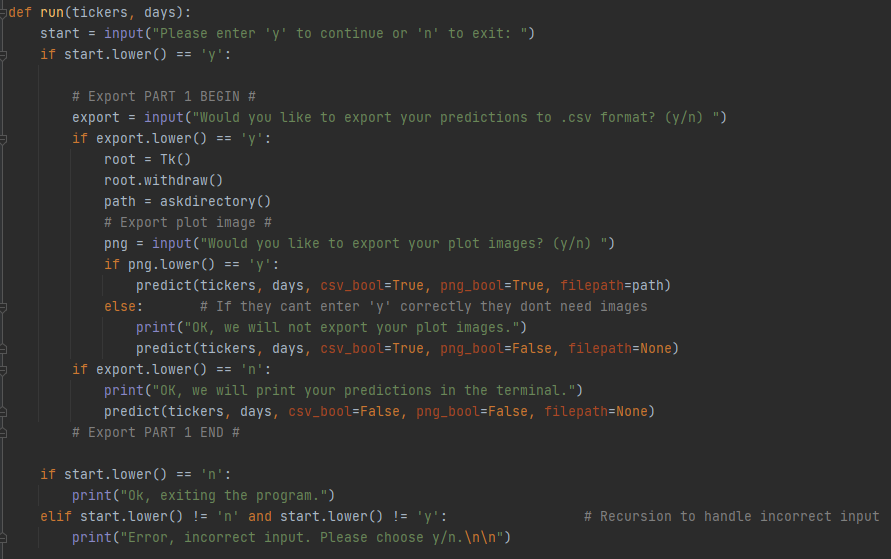 def run(tickers, days):
    start = input("Please enter 'y' to continue or 'n' to exit: ")
    if start.lower() == 'y':

        # Export PART 1 BEGIN #
        export = input("Would you like to export your predictions to .csv format? (y/n) ")
        if export.lower() == 'y':
            root = Tk()
            root.withdraw()
            path = askdirectory()
            # Export plot image #
            png = input("Would you like to export your plot images? (y/n) ")
            if png.lower() == 'y':
                predict(tickers, days, csv_bool=True, png_bool=True, filepath=path)
            else:       # If they cant enter 'y' correctly they dont need images
                print("OK, we will not export your plot images.")
                predict(tickers, days, csv_bool=True, png_bool=False, filepath=None)
        if export.lower() == 'n':
            print("OK, we will print your predictions in the terminal.")
            predict(tickers, days, csv_bool=False, png_bool=False, filepath=None)
        # Export PART 1 END #

    if start.lower() == 'n':
        print("Ok, exiting the program.")
    elif start.lower() != 'n' and start.lower() != 'y':                 # Recursion to handle incorrect input
        print("Error, incorrect input. Please choose y/n.\n\n")